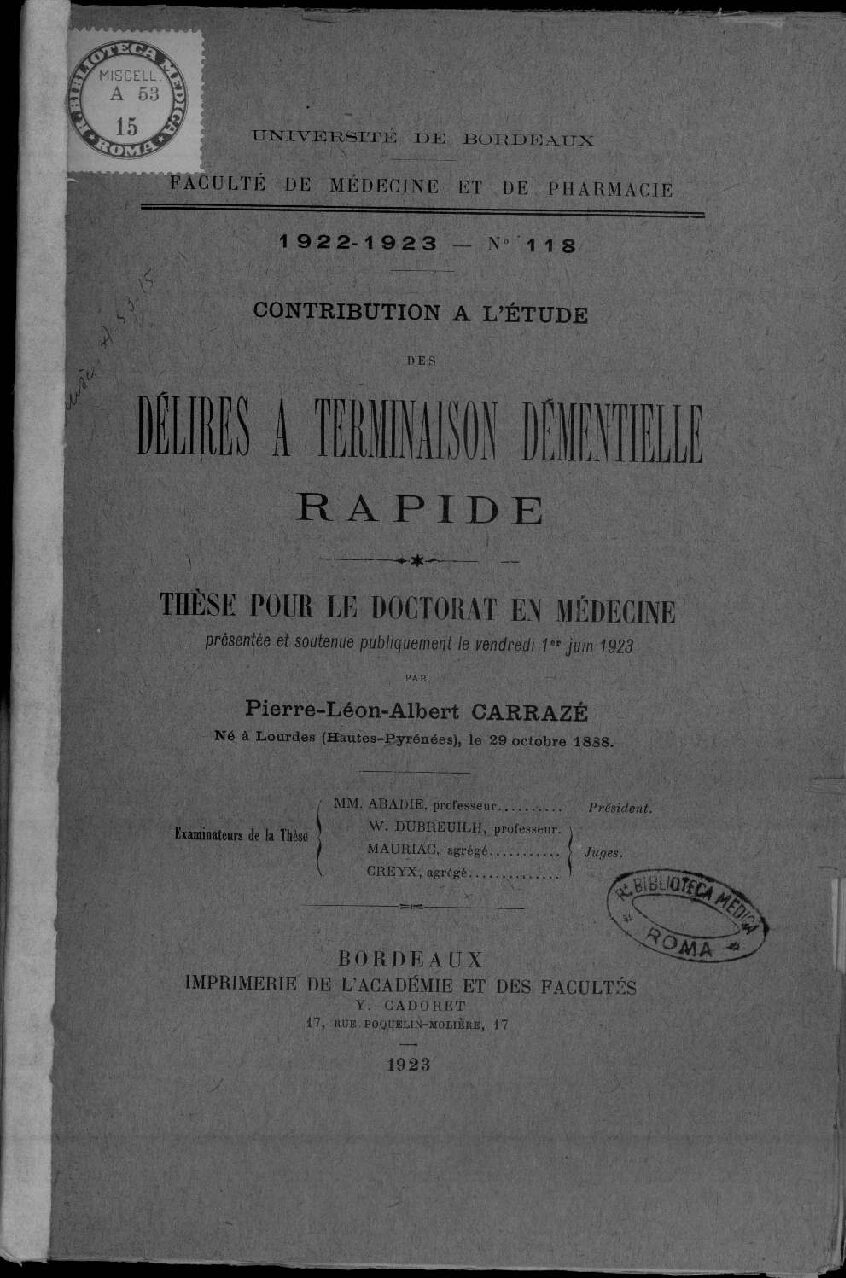 R. BIBLIOTECA MEDICA
MISCELL.
A 53
15
ROMA
UNIVERSITÉ DE BORDEAUX
FACULTÉ DE MÉDECINE ET DE PHARMACIE
1922-1923 — N° 118
53.15
CONTRIBUTION A L'ÉTUDE
DES
DÉLIRES A TERMINAISON DÉMENTIELLE
RAPIDE
THÈSE POUR LE DOCTORAT EN MÉDECINE
présentée et soutenue publiquement le vendredi 1er juin 1923
PAR
Pierre-Léon-Albert CARRAZÉ
Né à Lourdes (Hautes-Pyrénées), le 29 octobre 1888.
Examinateurs de la Thèse
MM. ABADIE, professeur.......... Président.
W. DUBREUILH, professeur.
MAURIAC, agrégé...........
CREYX, agrégé..............
Juges.
R. BIBLIOTECA MEDICA
ROMA
BORDEAUX
IMPRIMERIE DE L'ACADÉMIE ET DES FACULTÉS
Y. CADORET
17, RUE POQUELIN-MOLIÈRE, 17
1923